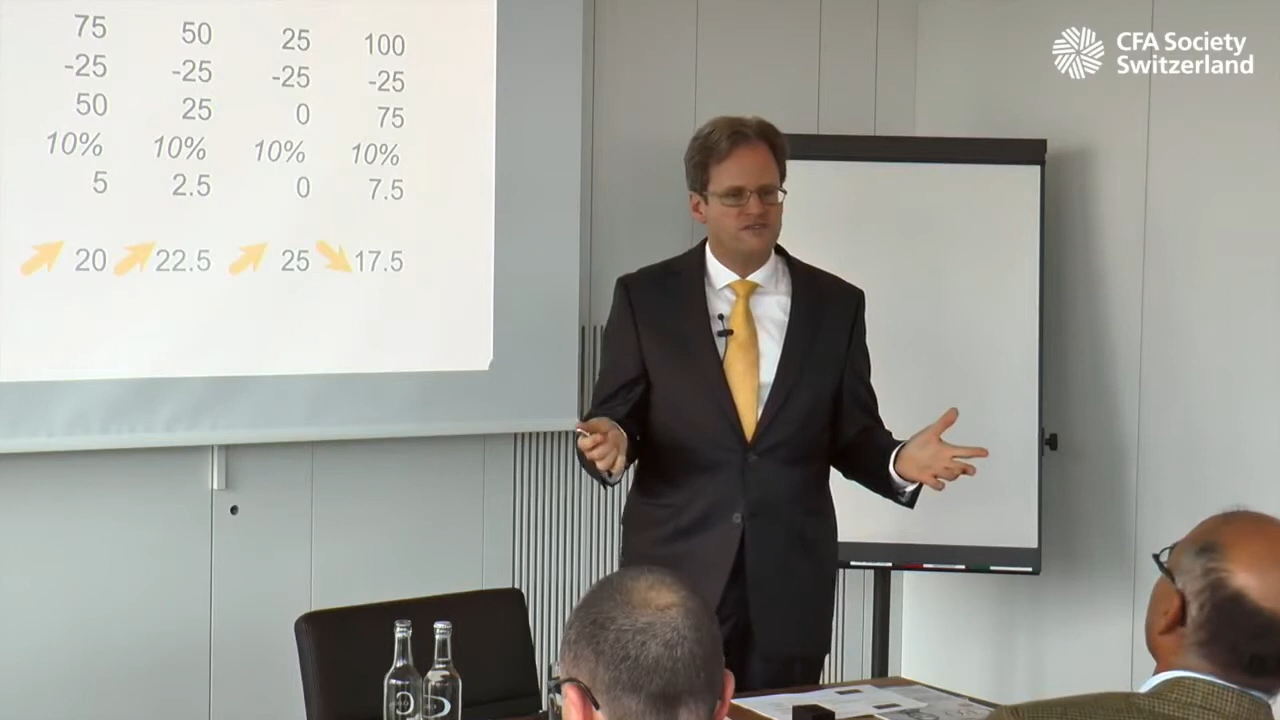 75 50 25 100
-25 -25 -25 -25
50 25 0 75
10% 10% 10% 10%
5 2.5 0 7.5
20 22.5 25 17.5
CFA Society
Switzerland